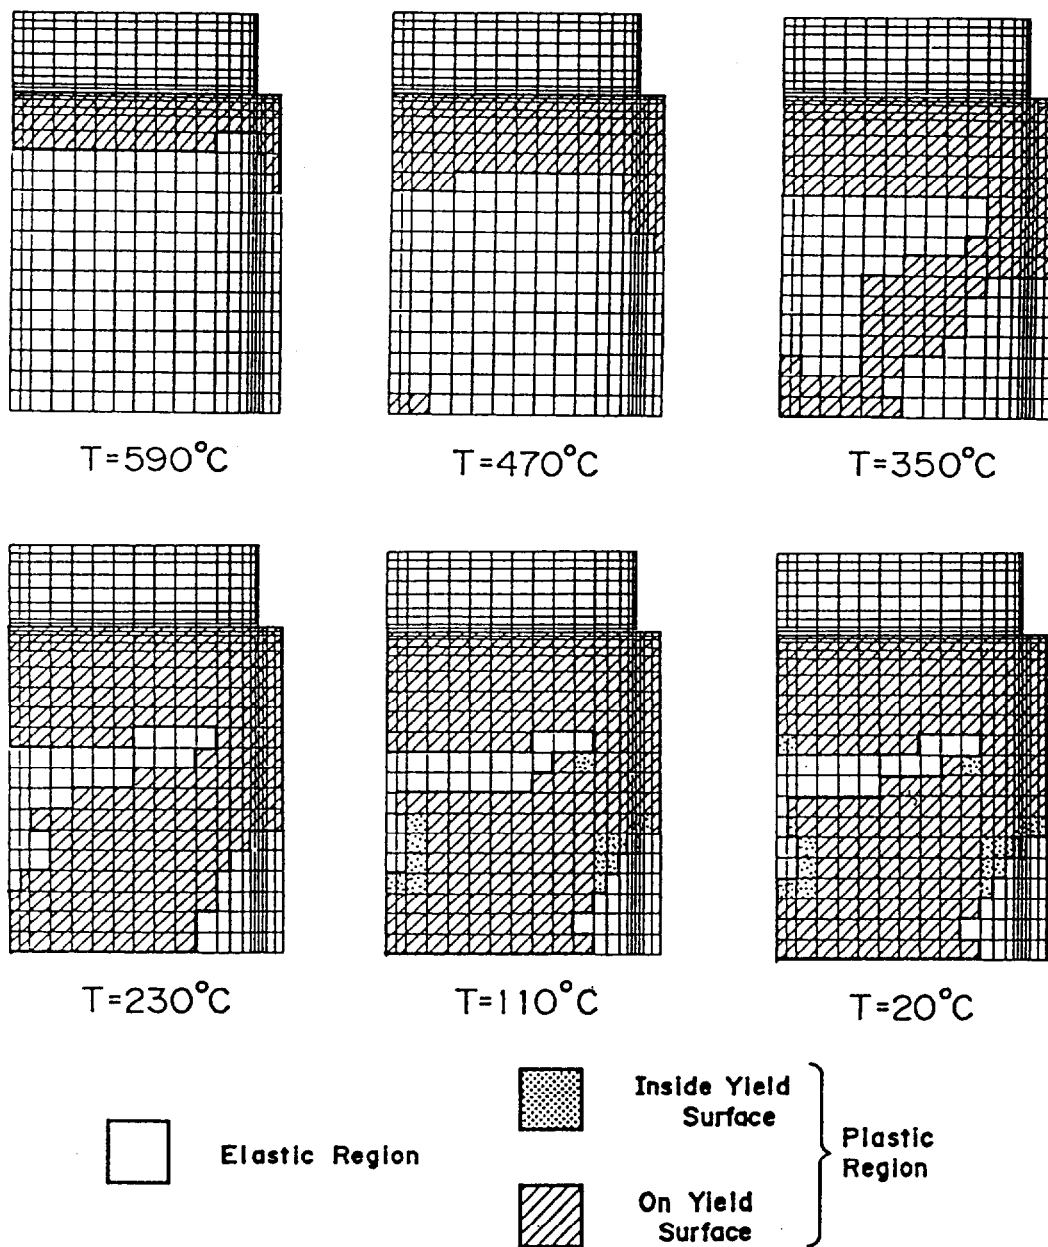 T=590°C
T=470°C
T=350°C
T=230°C
T=110°C
T=20°C
Elastic Region
Inside Yield
Surface
On Yield
Surface
Plastic
Region